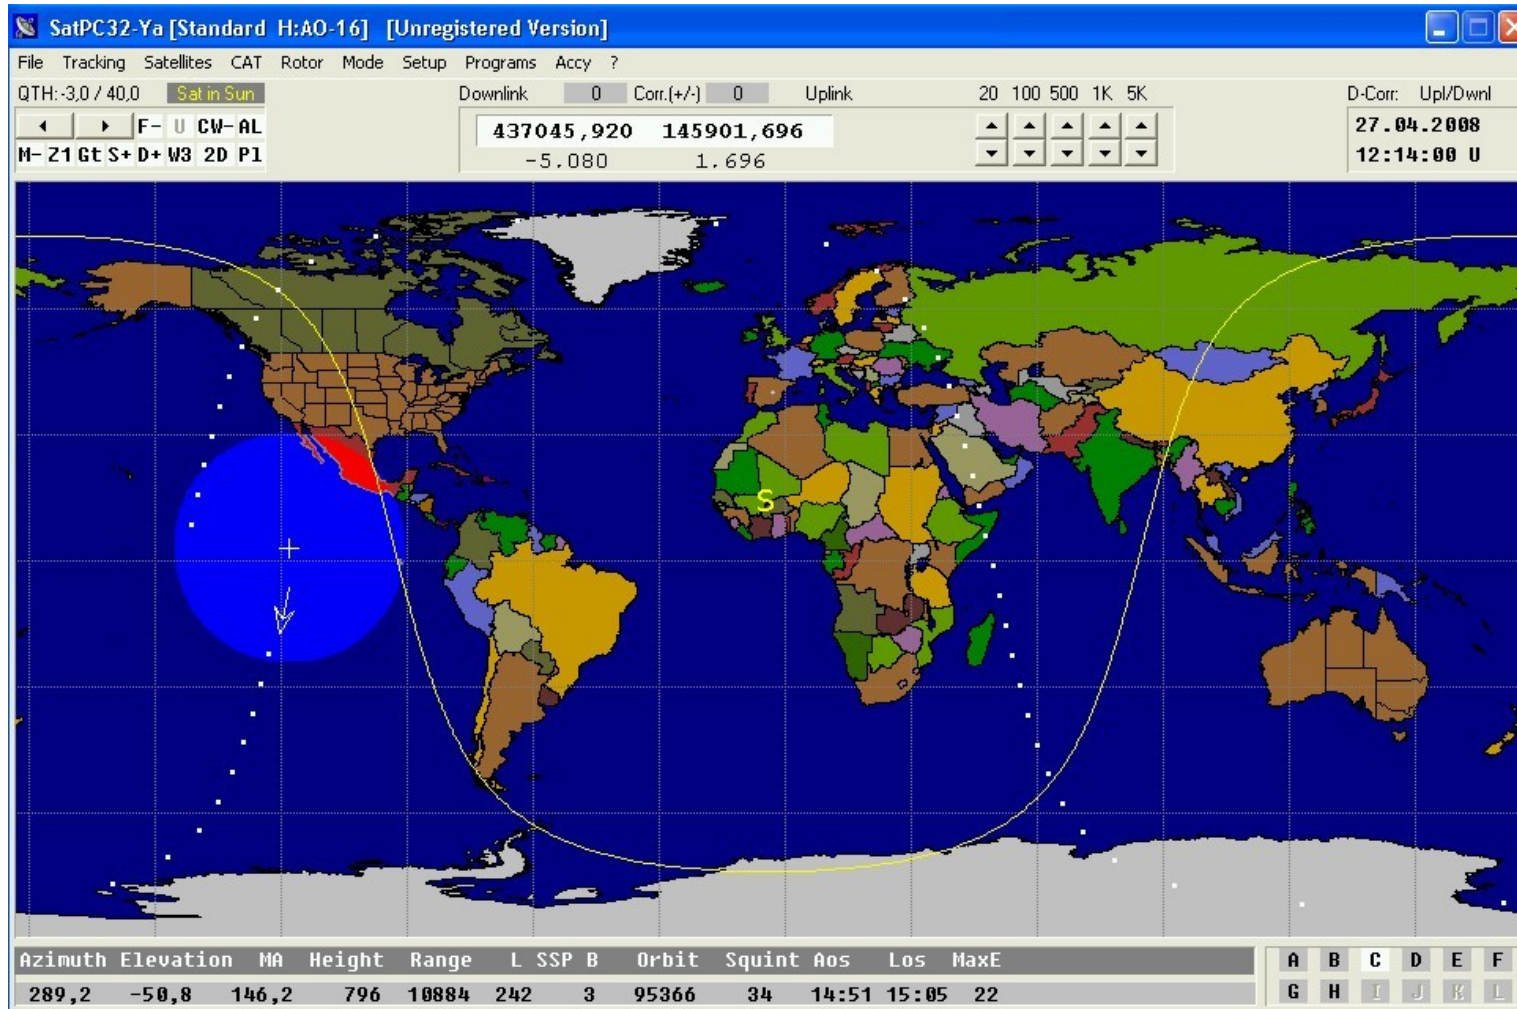 SatPC32-Ya [Standard H:AO-16] [Unregistered Version]
File Tracking Satellites CAT Rotor Mode Setup Programs Accy ?
QTH:-3,0 / 40,0 Sat in Sun Downlink 0 Corr.(+/-) 0 Uplink 20 100 500 1K 5K D-Corr: Upl/Dwnl
F- U CW- AL 437045,920 145901,696 27.04.2008
M- Z1 Gt S+ D+ W3 2D P1 -5.080 1.696 12:14:00 U
S
Azimuth Elevation MA Height Range L SSP B Orbit Squint Aos Los MaxE A B C D E F
289,2 -50,8 146,2 796 10884 242 3 95366 34 14:51 15:05 22 G H I J K L